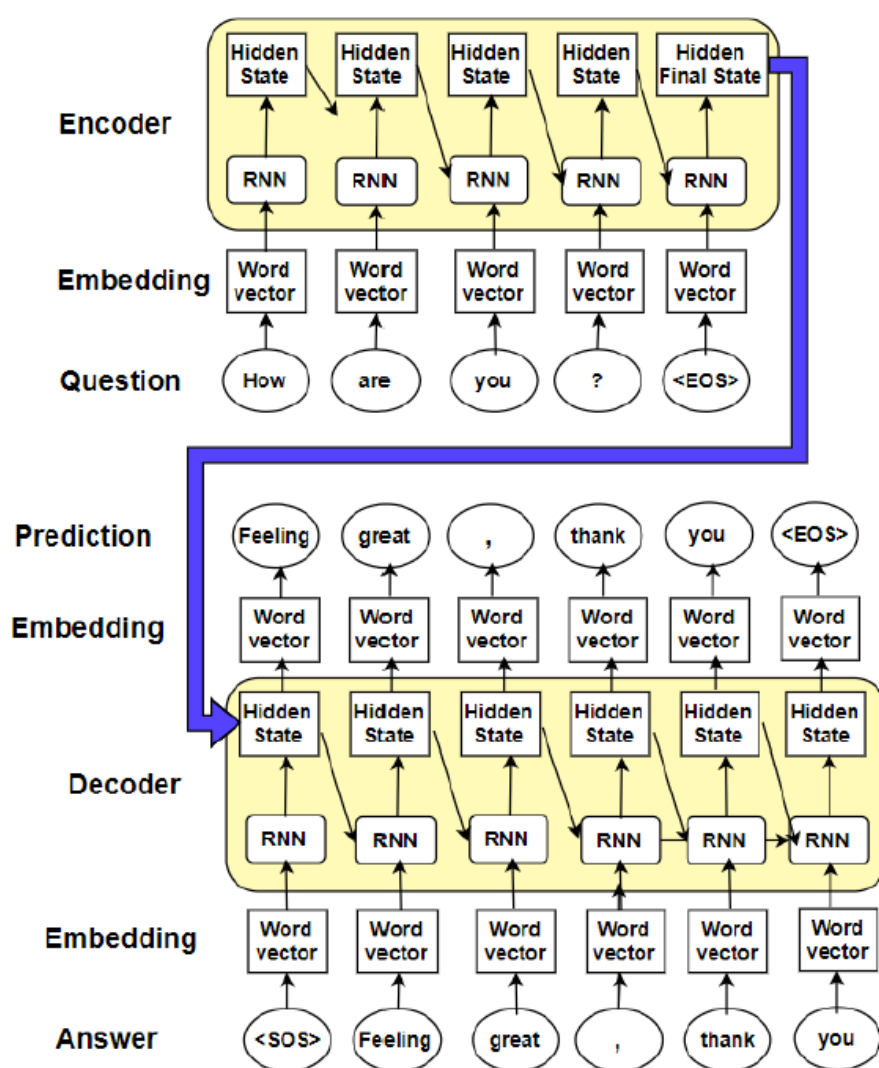 Hidden State
Hidden State
Hidden State
Hidden State
Hidden Final State
Encoder
RNN
RNN
RNN
RNN
RNN
Embedding
Word vector
Word vector
Word vector
Word vector
Word vector
Question
How
are
you
?
<EOS>
Prediction
Feeling
great
,
thank
you
<EOS>
Embedding
Word vector
Word vector
Word vector
Word vector
Word vector
Word vector
Hidden State
Hidden State
Hidden State
Hidden State
Hidden State
Hidden State
Decoder
RNN
RNN
RNN
RNN
RNN
RNN
Embedding
Word vector
Word vector
Word vector
Word vector
Word vector
Word vector
Answer
<SOS>
Feeling
great
,
thank
you